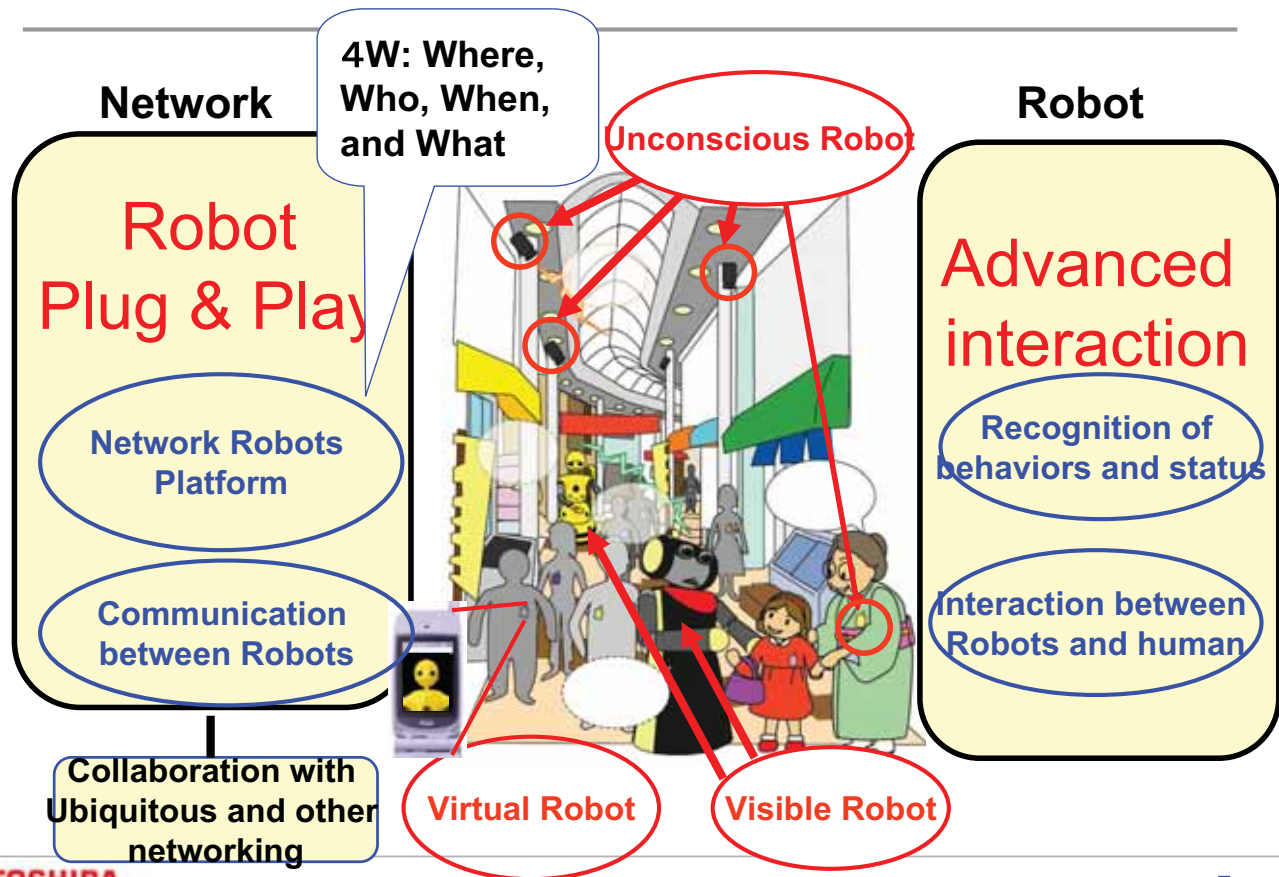 4W: Where,
Who, When,
and What
Network
Unconscious Robot
Robot
Robot
Plug & Play
Advanced
interaction
Network Robots
Platform
Recognition of
behaviors and status
Communication
between Robots
Interaction between
Robots and human
Collaboration with
Ubiquitous and other
networking
Virtual Robot
Visible Robot
TOSHIBA